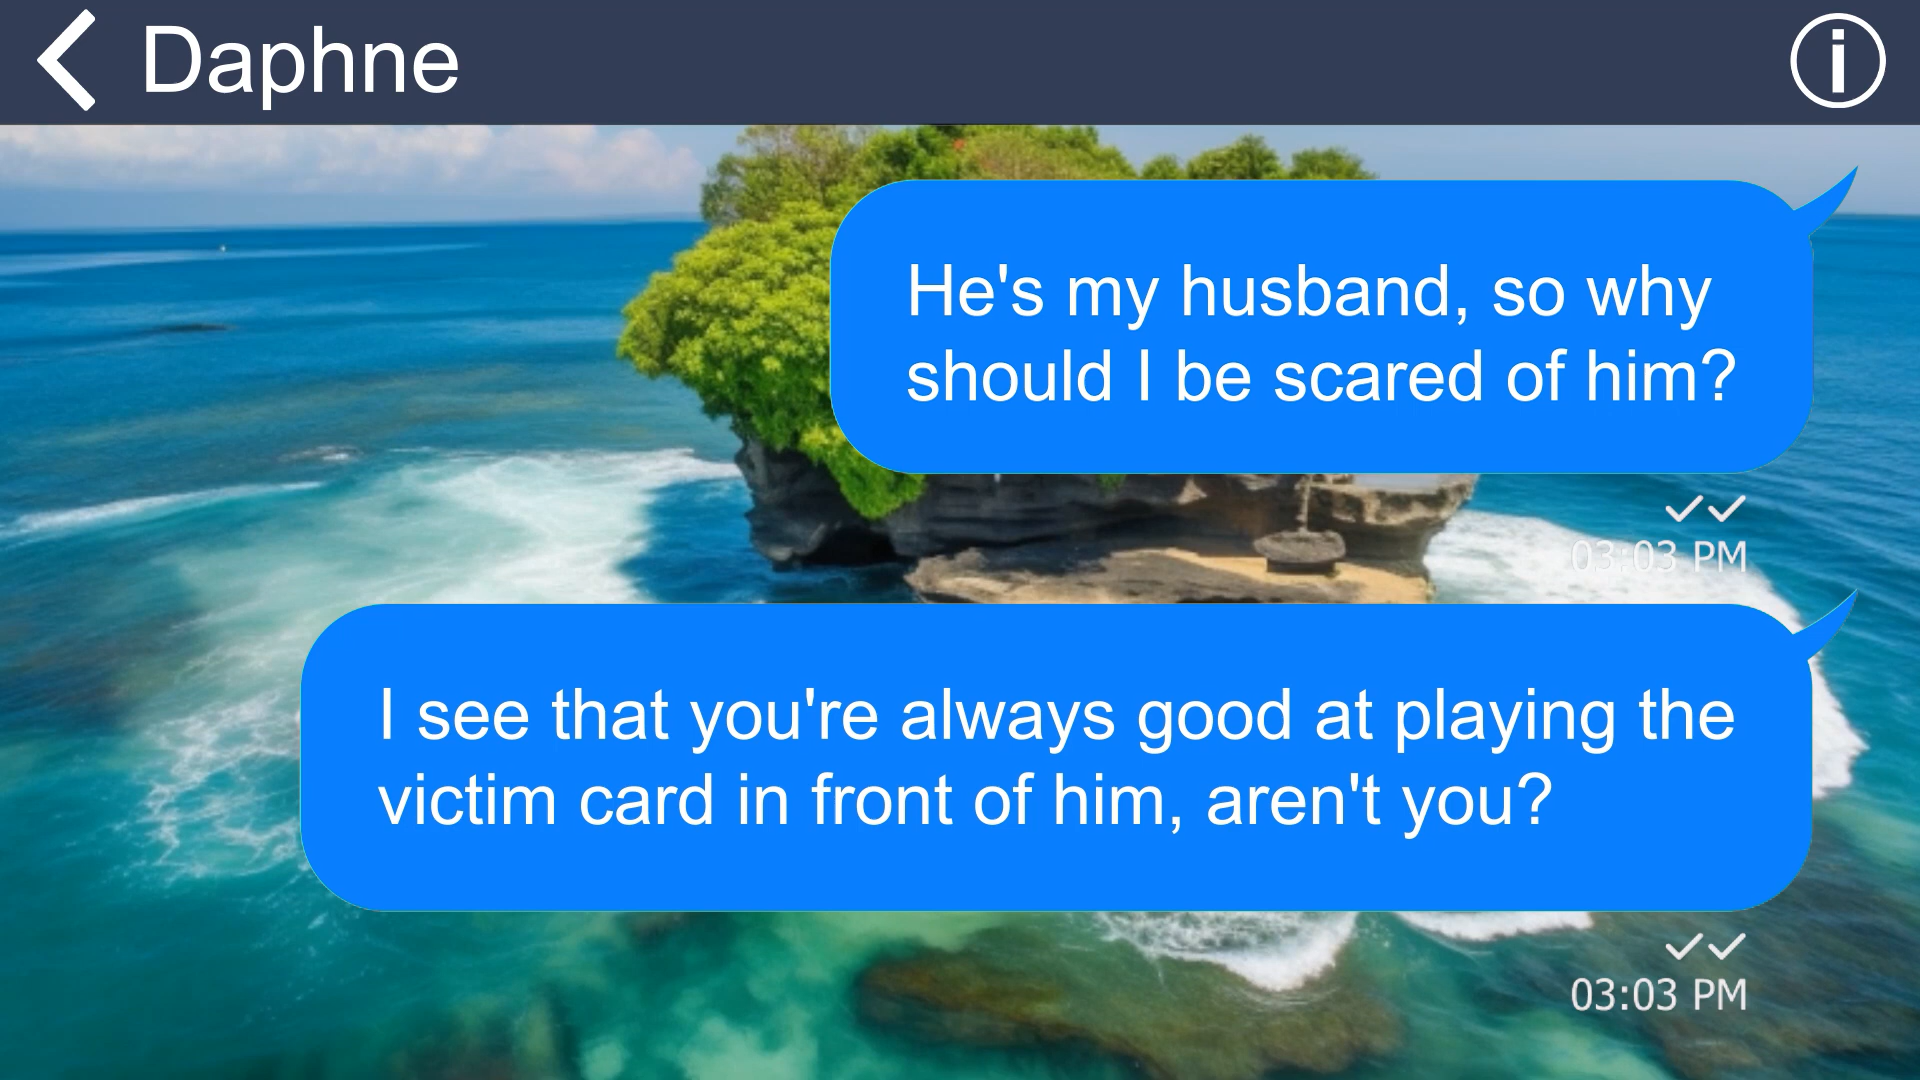 Daphne
He's my husband, so why
should I be scared of him?
03:03 PM
I see that you're always good at playing the
victim card in front of him, aren't you?
03:03 PM